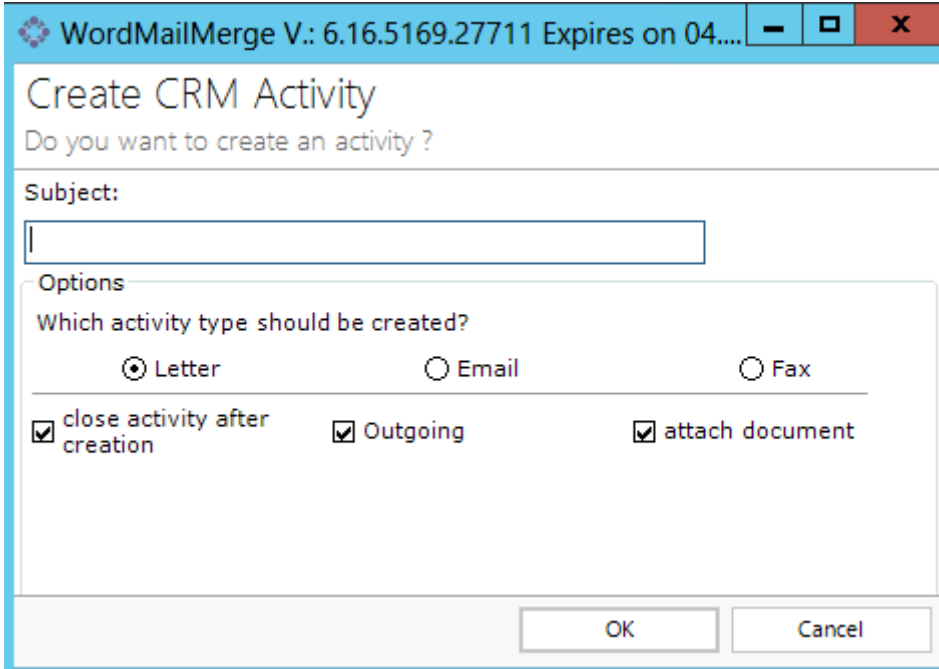 WordMailMerge V.: 6.16.5169.27711 Expires on 04....
Create CRM Activity
Do you want to create an activity ?
Subject:
Options
Which activity type should be created?
Letter Email Fax
close activity after
creation
Outgoing
attach document
OK Cancel